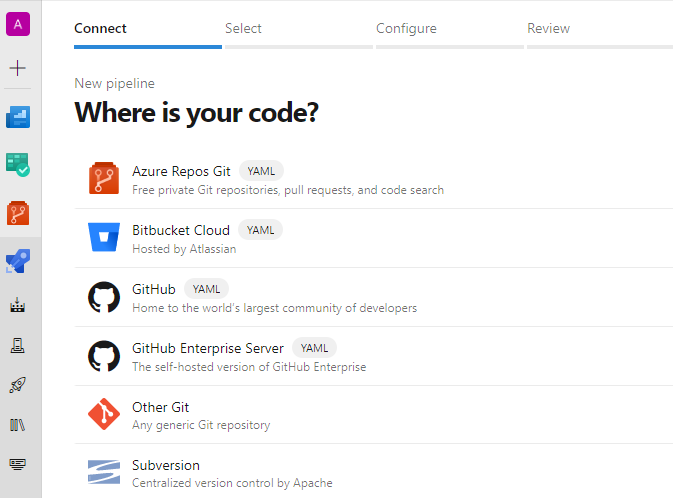 A
Connect
Select
Configure
Review
New pipeline
Where is your code?
Azure Repos Git YAML
Free private Git repositories, pull requests, and code search
Bitbucket Cloud YAML
Hosted by Atlassian
GitHub YAML
Home to the world's largest community of developers
GitHub Enterprise Server YAML
The self-hosted version of GitHub Enterprise
Other Git
Any generic Git repository
Subversion
Centralized version control by Apache